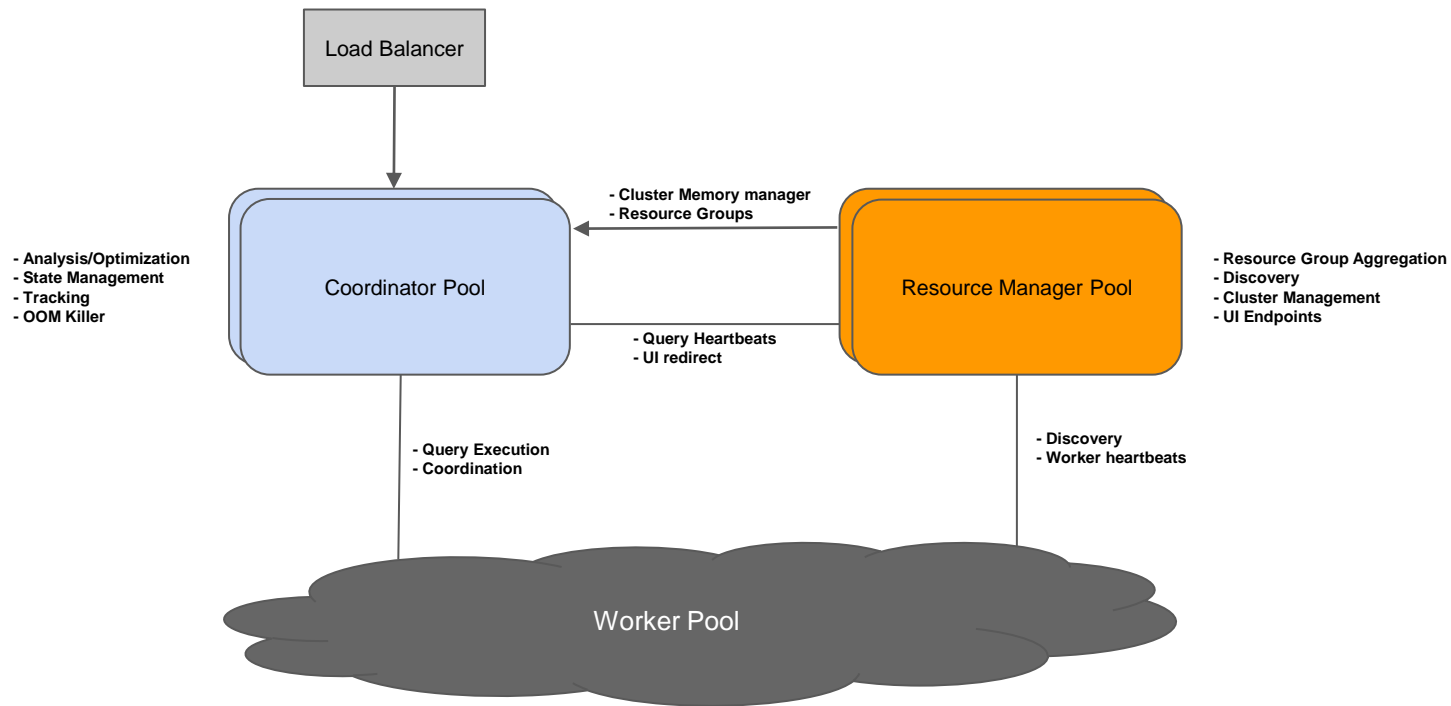 Load Balancer
- Cluster Memory manager
- Resource Groups
- Analysis/Optimization
- State Management
- Tracking
- OOM Killer
Coordinator Pool
Resource Manager Pool
- Resource Group Aggregation
- Discovery
- Cluster Management
- UI Endpoints
- Query Heartbeats
- UI redirect
- Query Execution
- Coordination
- Discovery
- Worker heartbeats
Worker Pool